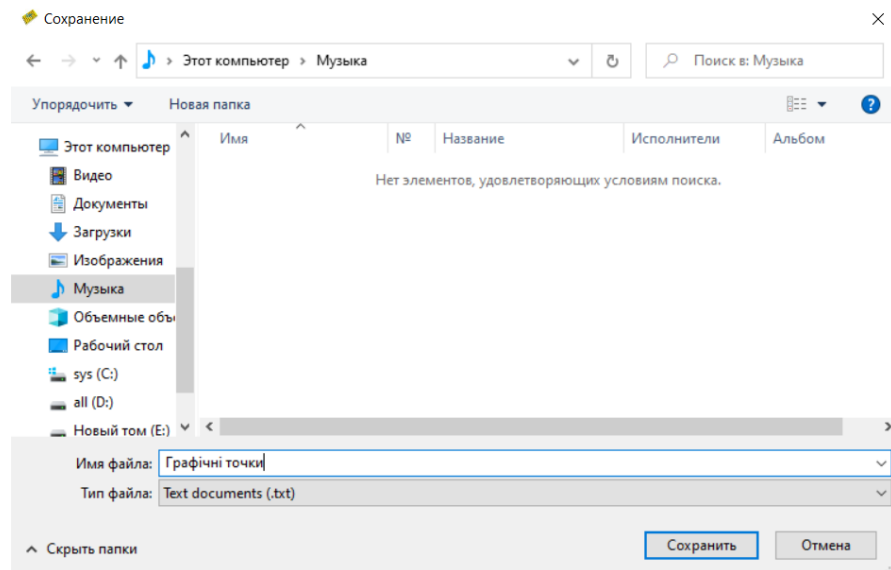 Сохранение
Этот компьютер › Музыка
Поиск в: Музыка
Упорядочить
Новая папка
Имя
№
Название
Исполнители
Альбом
Нет элементов, удовлетворяющих условиям поиска.
Этот компьютер
Видео
Документы
Загрузки
Изображения
Музыка
Объемные объ
Рабочий стол
sys (C:)
all (D:)
Новый том (E:)
Имя файла: Графічні точки
Тип файла: Text documents (.txt)
Скрыть папки
Сохранить
Отмена